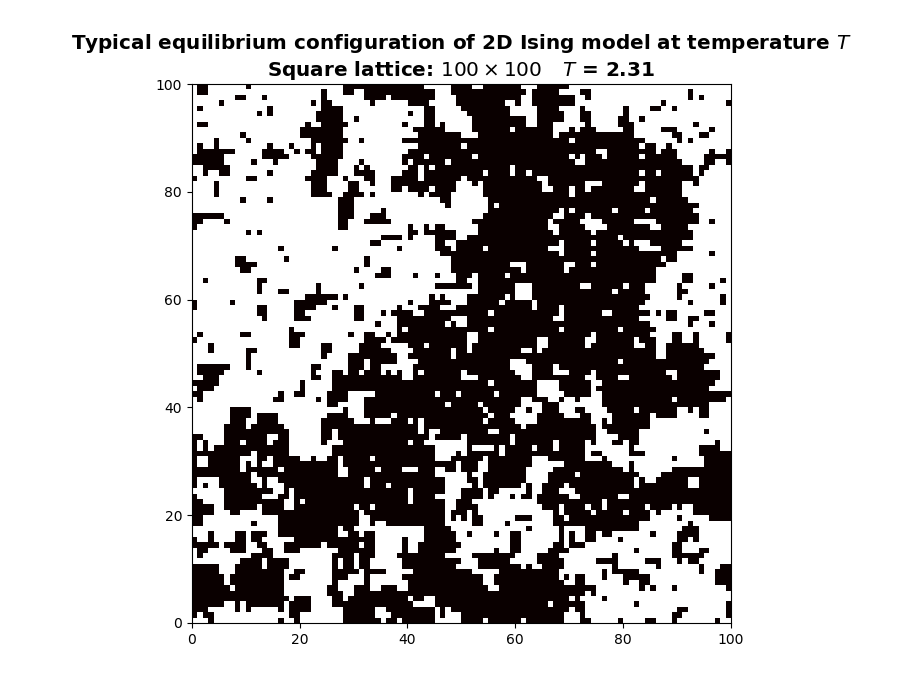 Typical equilibrium configuration of 2D Ising model at temperature T
Square lattice: 100 × 100 T = 2.31
100
80
60
40
20
0
0 20 40 60 80 100